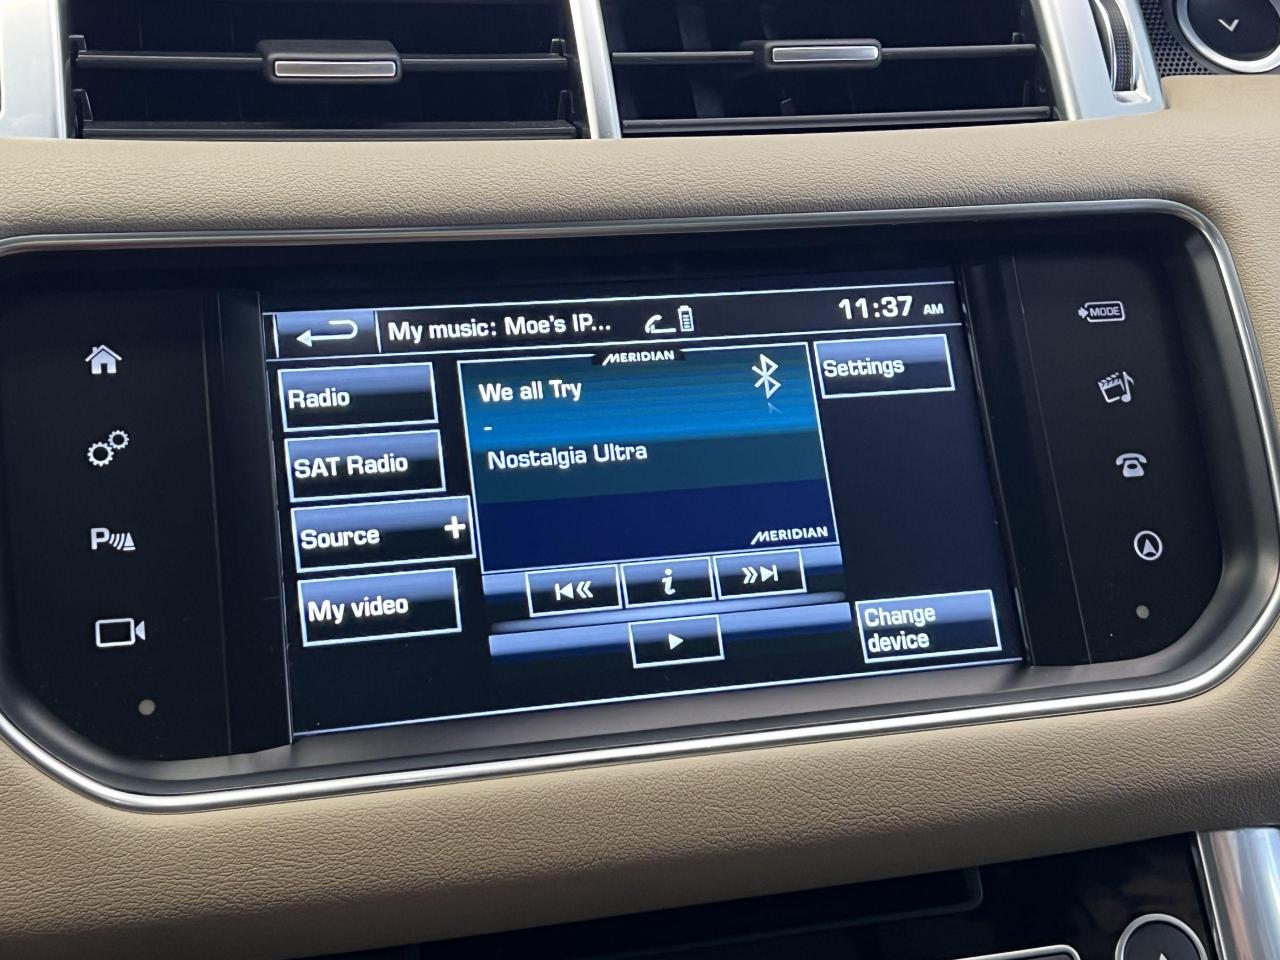 My music: Moe's IP...
11:37 AM
MERIDIAN
Radio
We all Try
Settings
-
SAT Radio
Nostalgia Ultra
Source +
MERIDIAN
My video
i
Change
device
MODE
P